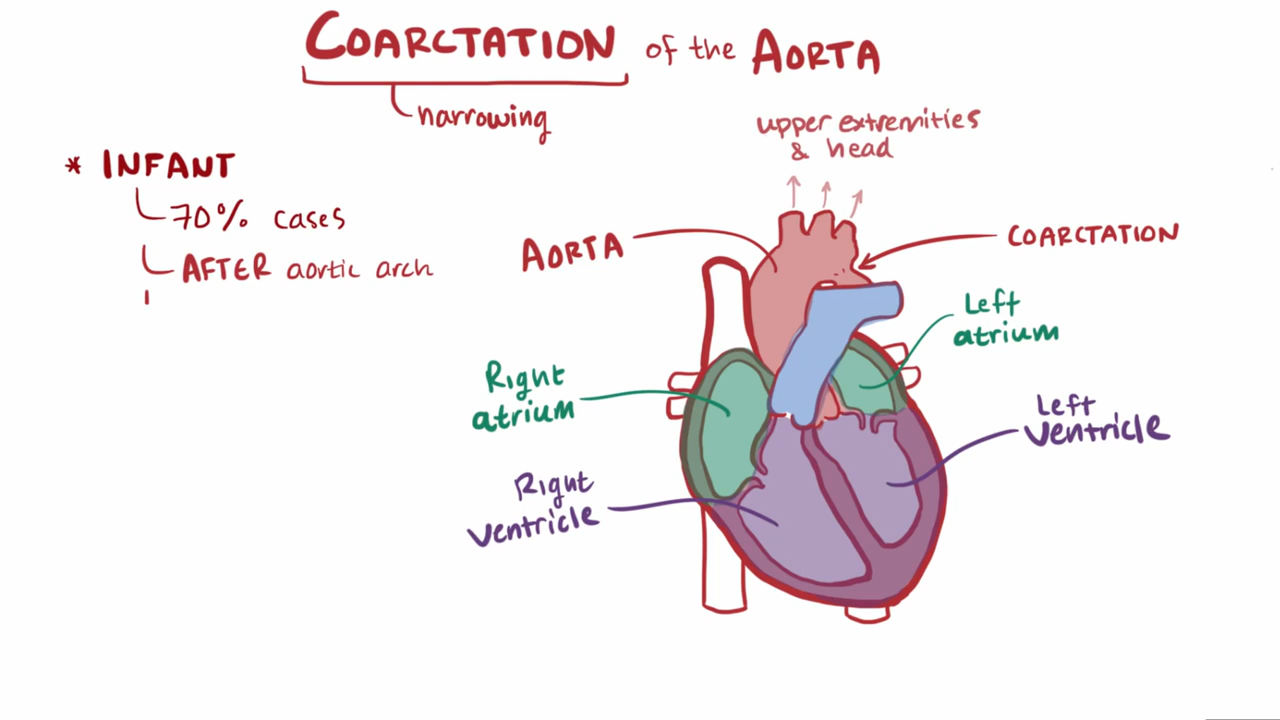 COARCTATION of the AORTA
narrowing
* INFANT
70% cases
AFTER aortic arch
upper extremities
& head
AORTA
COARCTATION
Left
atrium
Right
atrium
Left
ventricle
Right
ventricle